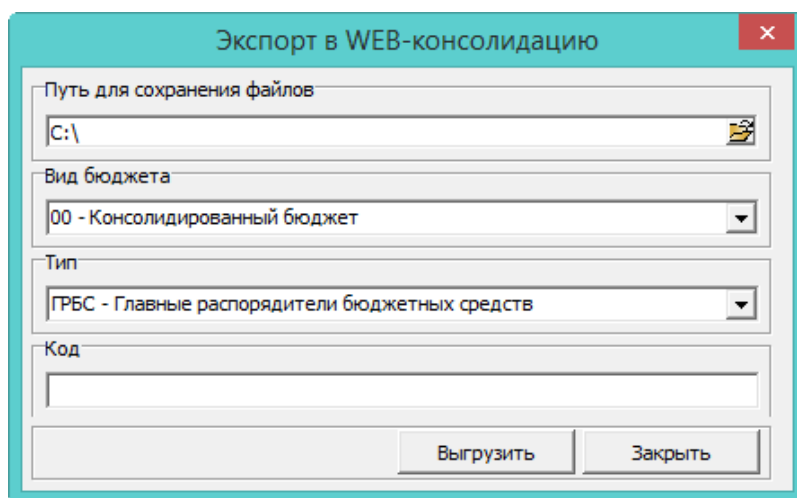 Экспорт в WEB-консолидацию
Путь для сохранения файлов
C:\
Вид бюджета
00 - Консолидированный бюджет
Тип
ГРБС - Главные распорядители бюджетных средств
Код
Выгрузить Закрыть